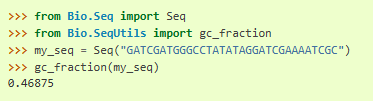 >>> from Bio.Seq import Seq
>>> from Bio.SeqUtils import gc_fraction
>>> my_seq = Seq("GATCGATGGGCCTATATAGGATCGAAAATCGC")
>>> gc_fraction(my_seq)
0.46875